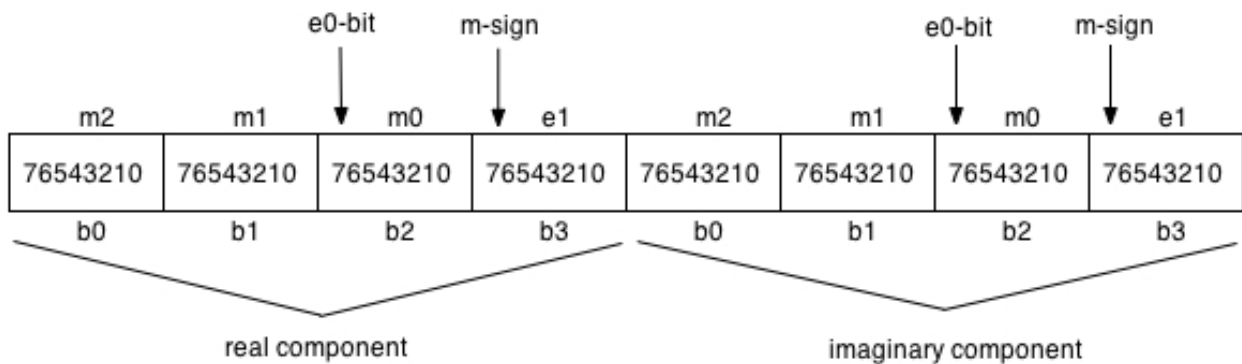 e0-bit m-sign e0-bit m-sign
m2 m1 m0 e1 m2 m1 m0 e1
76543210 76543210 76543210 76543210 76543210 76543210 76543210 76543210
b0 b1 b2 b3 b0 b1 b2 b3
real component imaginary component